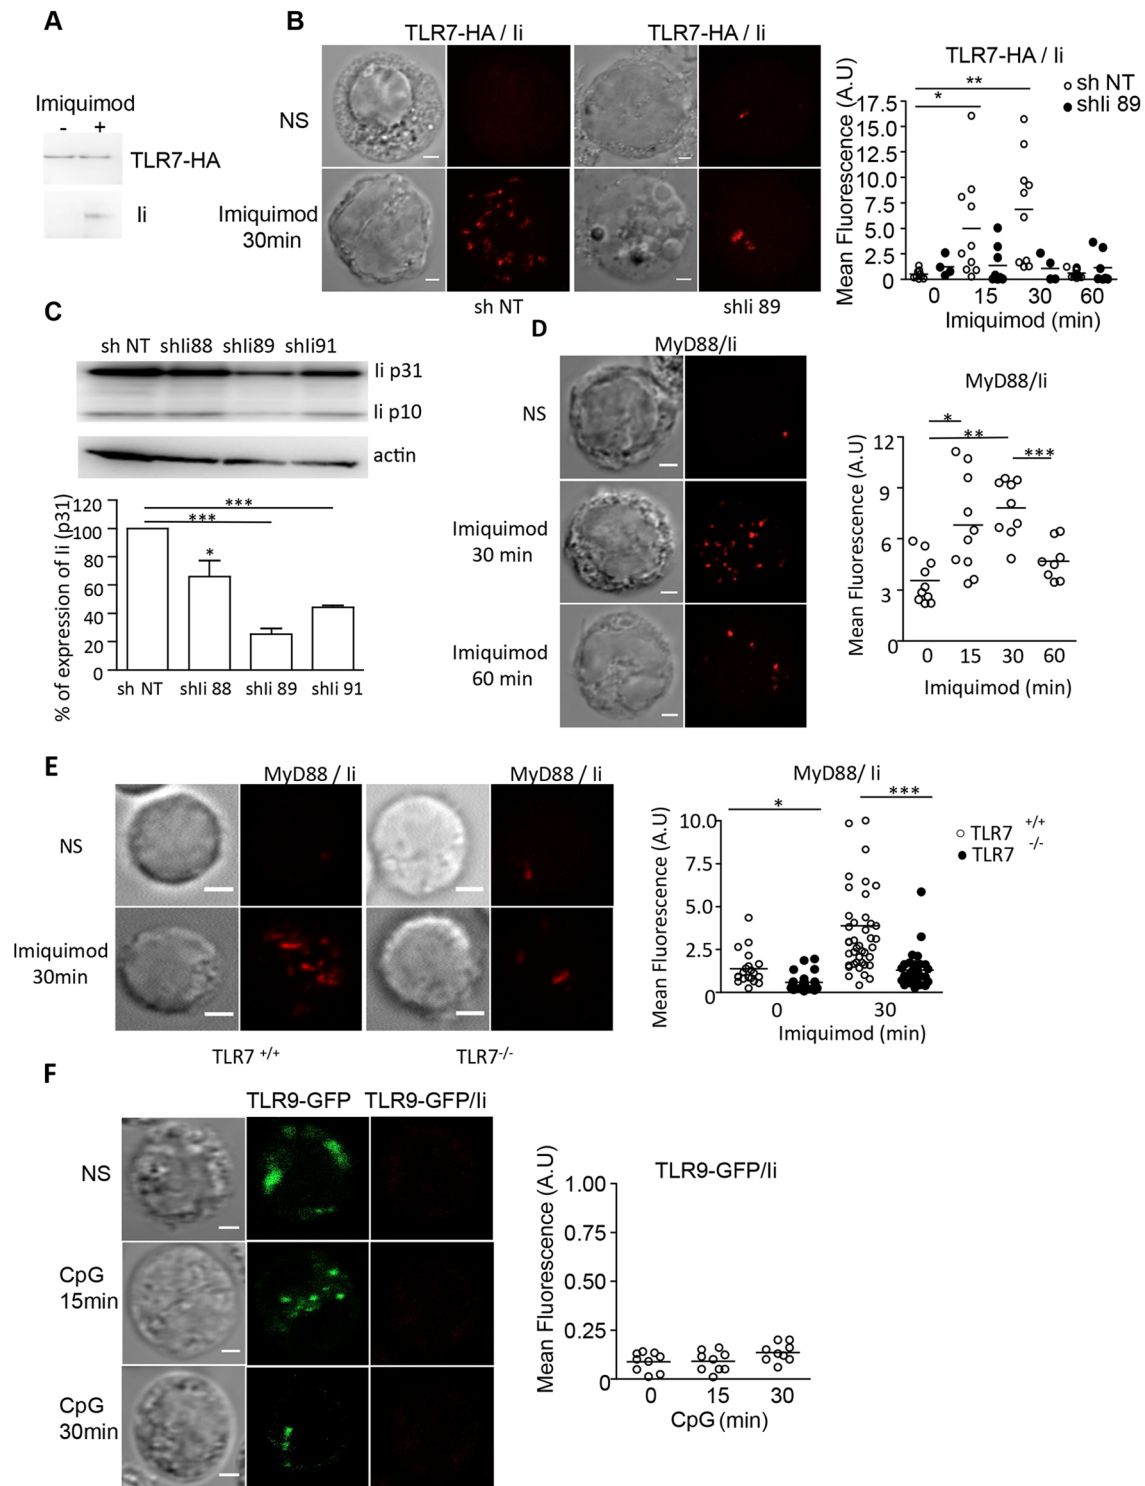 A
Imiquimod
- +
TLR7-HA
Ii
B
TLR7-HA / Ii TLR7-HA / Ii
NS
Imiquimod
30min
sh NT shIi 89
TLR7-HA / Ii
sh NT
shIi 89
Mean Fluorescence (A.U)
** 
*
17.5
15.0
12.5
10.0
7.5
5.0
2.5
0
0 15 30 60
Imiquimod (min)
C
sh NT shIi88 shIi89 shIi91
Ii p31
Ii p10
actin
% of expression of Ii (p31)
120
100
80
60
40
20
0
***
***
*
sh NT shIi 88 shIi 89 shIi 91
D
MyD88/Ii
NS
Imiquimod
30 min
Imiquimod
60 min
MyD88/Ii
Mean Fluorescence (A.U)
*
**
***
12
9
6
3
0
0 15 30 60
Imiquimod (min)
E
MyD88 / Ii MyD88 / Ii
NS
Imiquimod
30min
TLR7 +/+ TLR7-/-
MyD88/ Ii
Mean Fluorescence (A.U)
* ***
10.0
7.5
5.0
2.5
0
0 30
Imiquimod (min)
TLR7 +/+
TLR7 -/-
F
TLR9-GFP TLR9-GFP/Ii
NS
CpG
15min
CpG
30min
TLR9-GFP/Ii
Mean Fluorescence (A.U)
1.00
0.75
0.50
0.25
0
0 15 30
CpG (min)